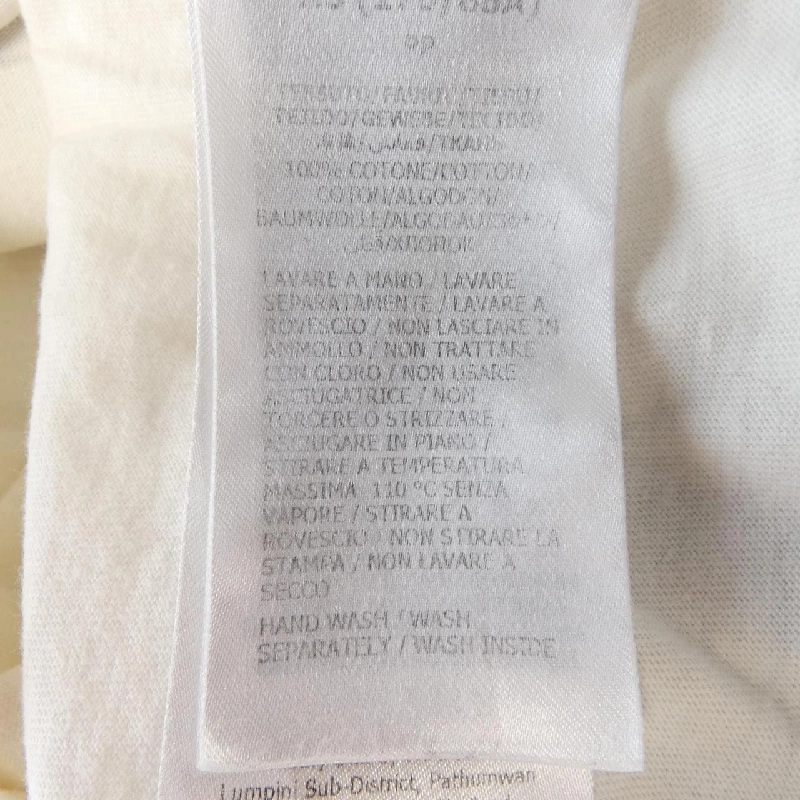 TESSUTO/FABRIC/TISSU/
TEJIDO/GEWEBE/TECIDO/
/ТКАНЬ
100% COTONE/COTTON/
COTON/ALGODON/
BAUMWOLLE/ALGODAO/
/ХЛОПОК
LAVARE A MANO / LAVARE
SEPARATAMENTE / LAVARE A
ROVESCIO / NON LASCIARE IN
AMMOLLO / NON TRATTARE
CON CLORO / NON USARE
ASCIUGATRICE / NON
TORCERE O STRIZZARE /
ASCIUGARE IN PIANO /
STIRARE A TEMPERATURA
MASSIMA 110 °C SENZA
VAPORE / STIRARE A
ROVESCIO/ NON STIRARE LA
STAMPA / NON LAVARE A
SECCO
HAND WASH / WASH
SEPARATELY / WASH INSIDE
Lumpini Sub-District, Pathumwan